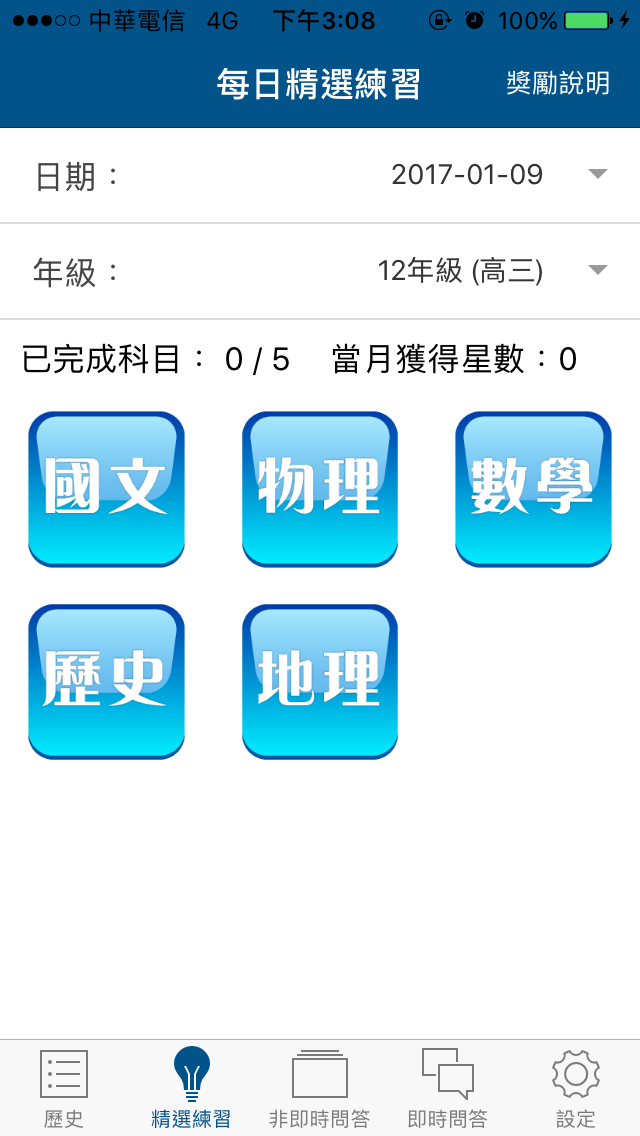 中華電信 4G 下午3:08 100%
每日精選練習 獎勵說明
日期： 2017-01-09
年級： 12年級 (高三)
已完成科目： 0 / 5 當月獲得星數：0
國文 物理 數學
歷史 地理
歷史 精選練習 非即時問答 即時問答 設定